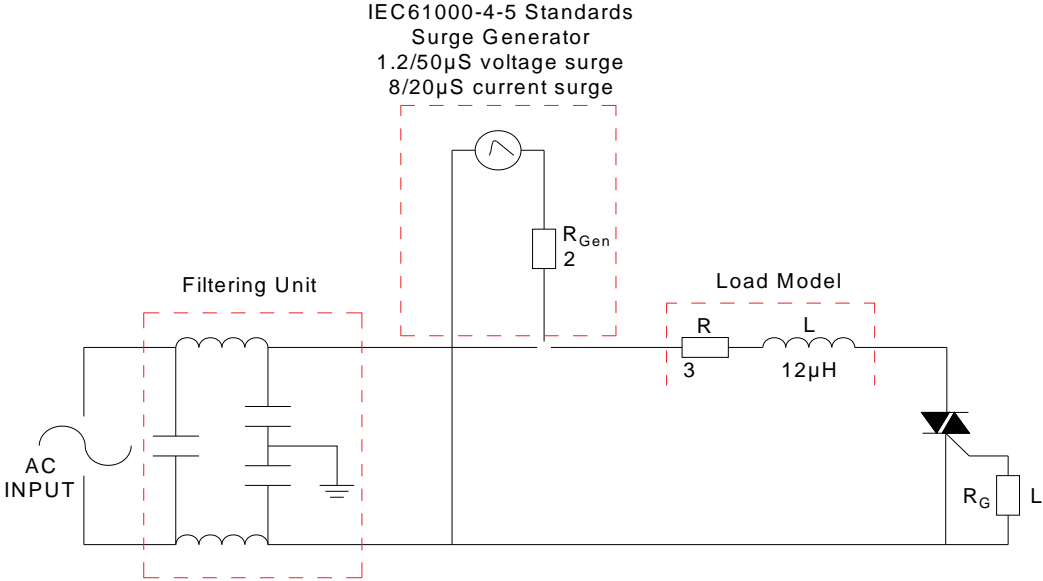 IEC61000-4-5 Standards
Surge Generator
1.2/50µS voltage surge
8/20µS current surge
RGen
2
Filtering Unit
Load Model
R
L
3
12µH
AC
INPUT
RG
L